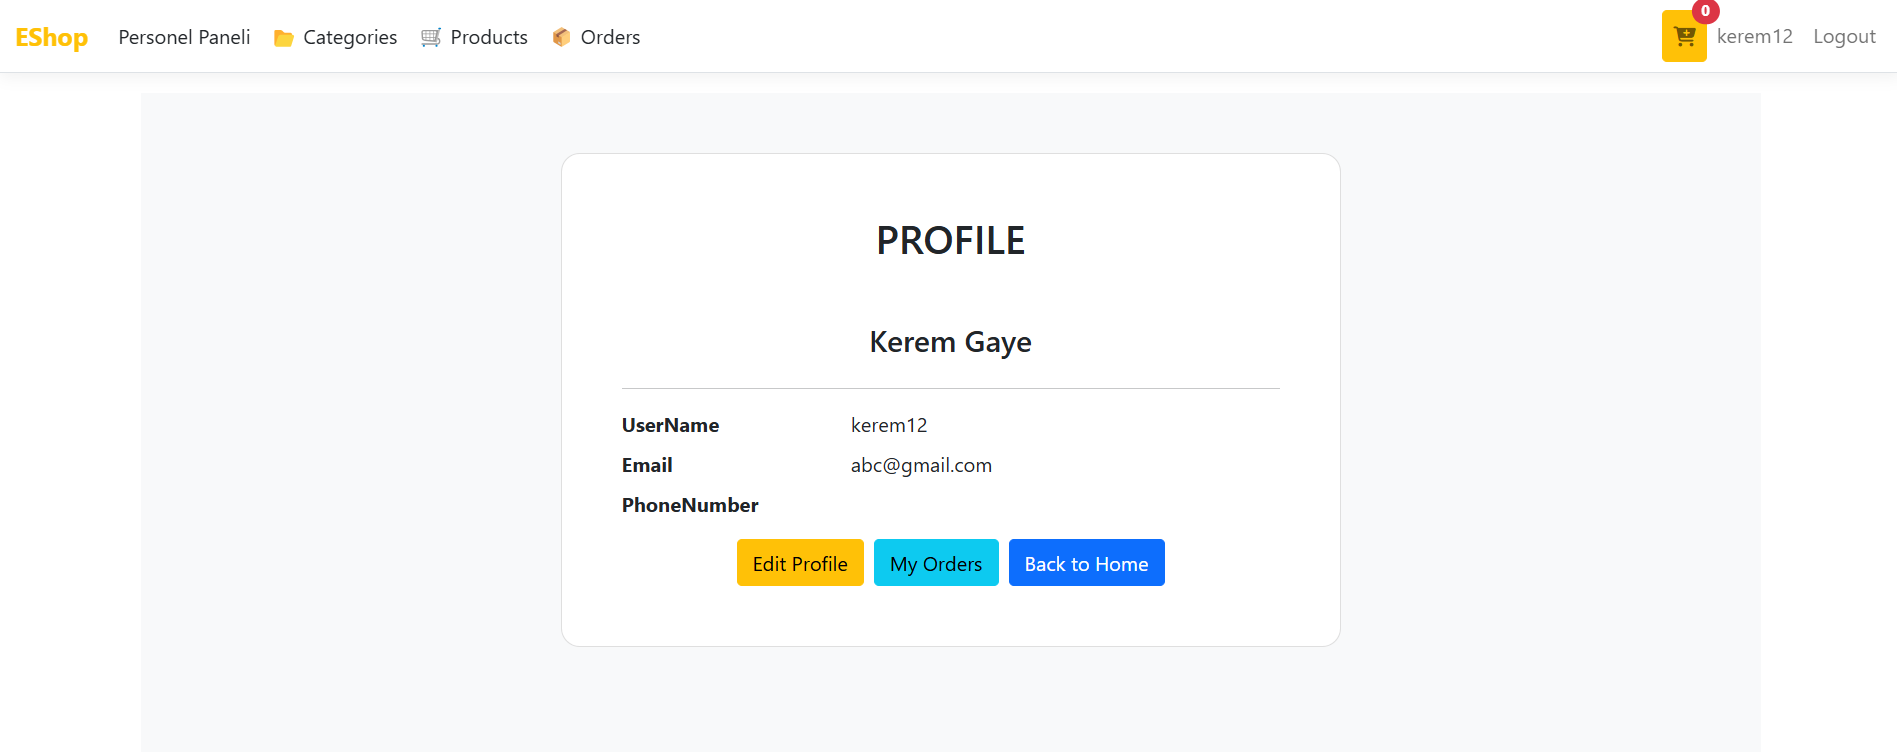 EShop Personel Paneli Categories Products Orders 0 kerem12 Logout
PROFILE
Kerem Gaye
UserName kerem12
Email abc@gmail.com
PhoneNumber
Edit Profile My Orders Back to Home